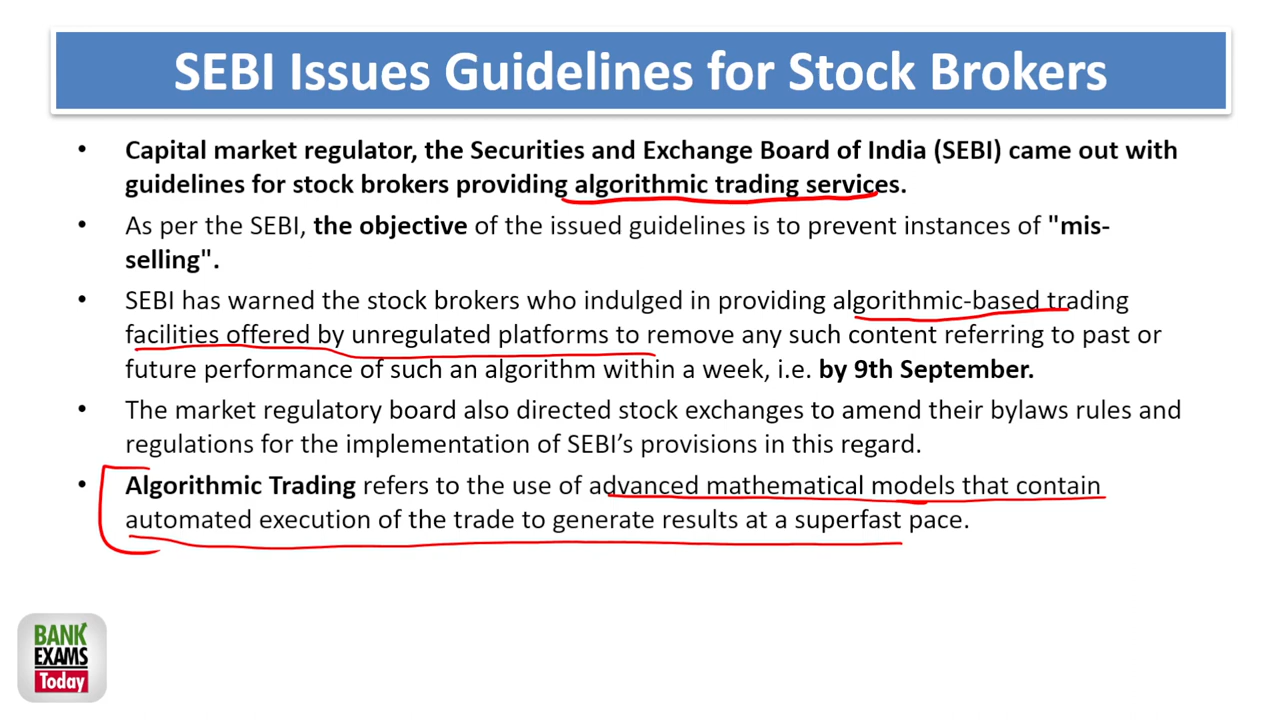 SEBI Issues Guidelines for Stock Brokers
• Capital market regulator, the Securities and Exchange Board of India (SEBI) came out with
guidelines for stock brokers providing algorithmic trading services.
• As per the SEBI, the objective of the issued guidelines is to prevent instances of "mis-
selling".
• SEBI has warned the stock brokers who indulged in providing algorithmic-based trading
facilities offered by unregulated platforms to remove any such content referring to past or
future performance of such an algorithm within a week, i.e. by 9th September.
• The market regulatory board also directed stock exchanges to amend their bylaws rules and
regulations for the implementation of SEBI’s provisions in this regard.
• Algorithmic Trading refers to the use of advanced mathematical models that contain
automated execution of the trade to generate results at a superfast pace.
BANK
EXAMS
Today